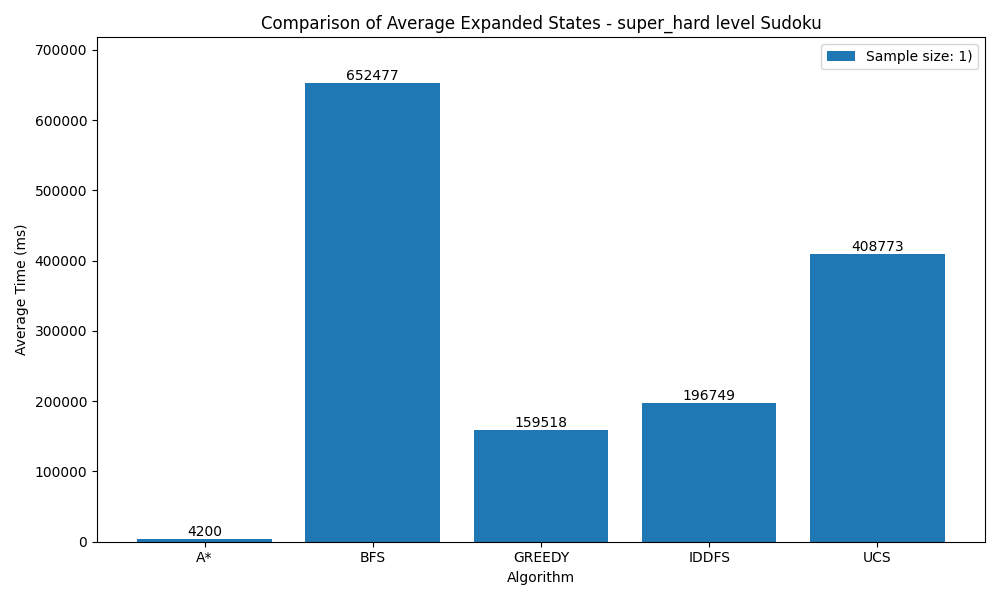 Comparison of Average Expanded States - super_hard level Sudoku
Sample size: 1)
Average Time (ms)
700000
600000
500000
400000
300000
200000
100000
0
4200
652477
159518
196749
408773
A*
BFS
GREEDY
IDDFS
UCS
Algorithm